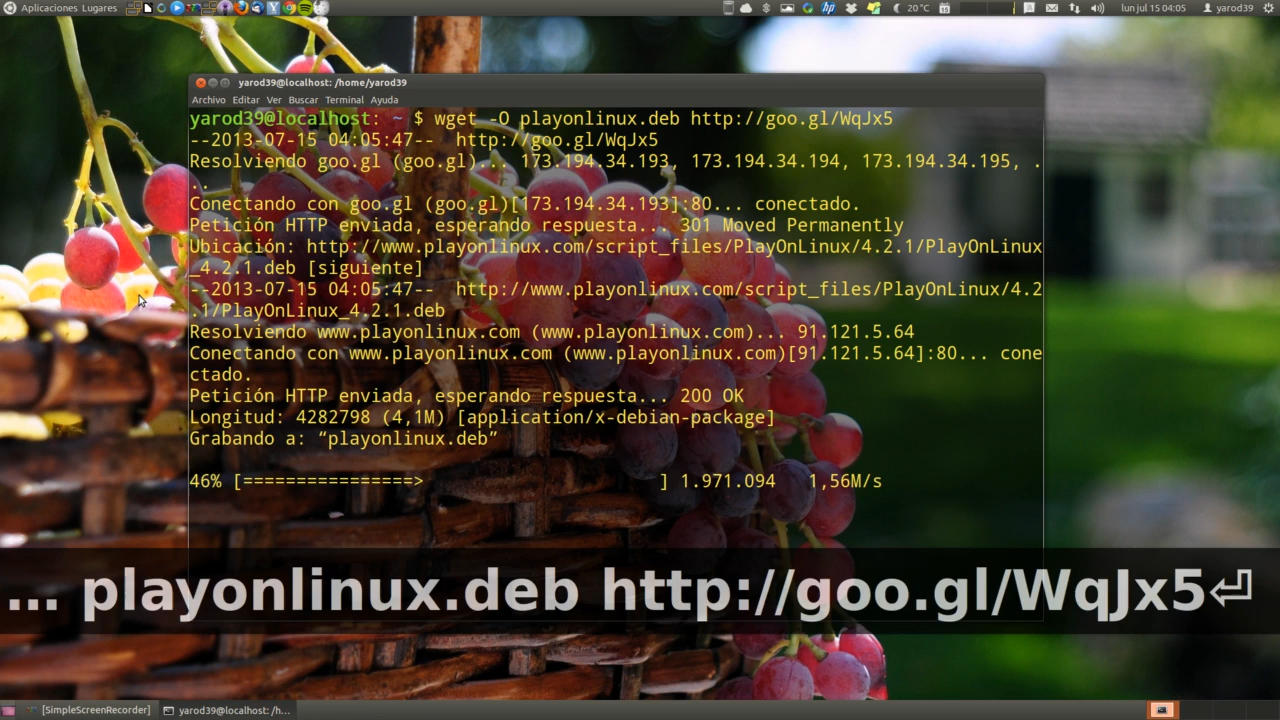 Aplicaciones Lugares
20 °C
lun jul 15 04:05
yarod39
yarod39@localhost: /home/yarod39
Archivo Editar Ver Buscar Terminal Ayuda
yarod39@localhost: ~ $ wget -O playonlinux.deb http://goo.gl/WqJx5
--2013-07-15 04:05:47-- http://goo.gl/WqJx5
Resolviendo goo.gl (goo.gl)... 173.194.34.193, 173.194.34.194, 173.194.34.195, .
..
Conectando con goo.gl (goo.gl)[173.194.34.193]:80... conectado.
Petición HTTP enviada, esperando respuesta... 301 Moved Permanently
Ubicación: http://www.playonlinux.com/script_files/PlayOnLinux/4.2.1/PlayOnLinux
_4.2.1.deb [siguiente]
--2013-07-15 04:05:47-- http://www.playonlinux.com/script_files/PlayOnLinux/4.2
.1/PlayOnLinux_4.2.1.deb
Resolviendo www.playonlinux.com (www.playonlinux.com)... 91.121.5.64
Conectando con www.playonlinux.com (www.playonlinux.com)[91.121.5.64]:80... cone
ctado.
Petición HTTP enviada, esperando respuesta... 200 OK
Longitud: 4282798 (4,1M) [application/x-debian-package]
Grabando a: “playonlinux.deb”
46% [================> ] 1.971.094 1,56M/s
... playonlinux.deb http://goo.gl/WqJx5⏎
[SimpleScreenRecorder]
yarod39@localhost: /h...